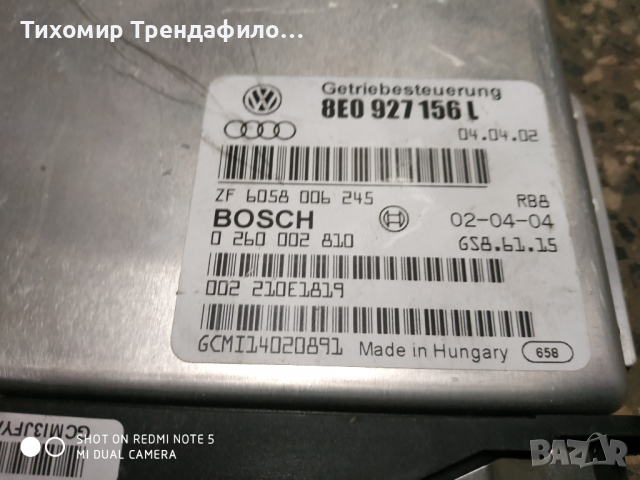 Тихомир Трендафило...
Getriebesteuerung
8E0 927 156 L
04.04.02
ZF 6058 006 245
RB8
BOSCH
02-04-04
0 260 002 810
GS8.61.15
002 210E1819
GCMI14020891
Made in Hungary
658
GCMI3JFY
SHOT ON REDMI NOTE 5
MI DUAL CAMERA
BAZAR